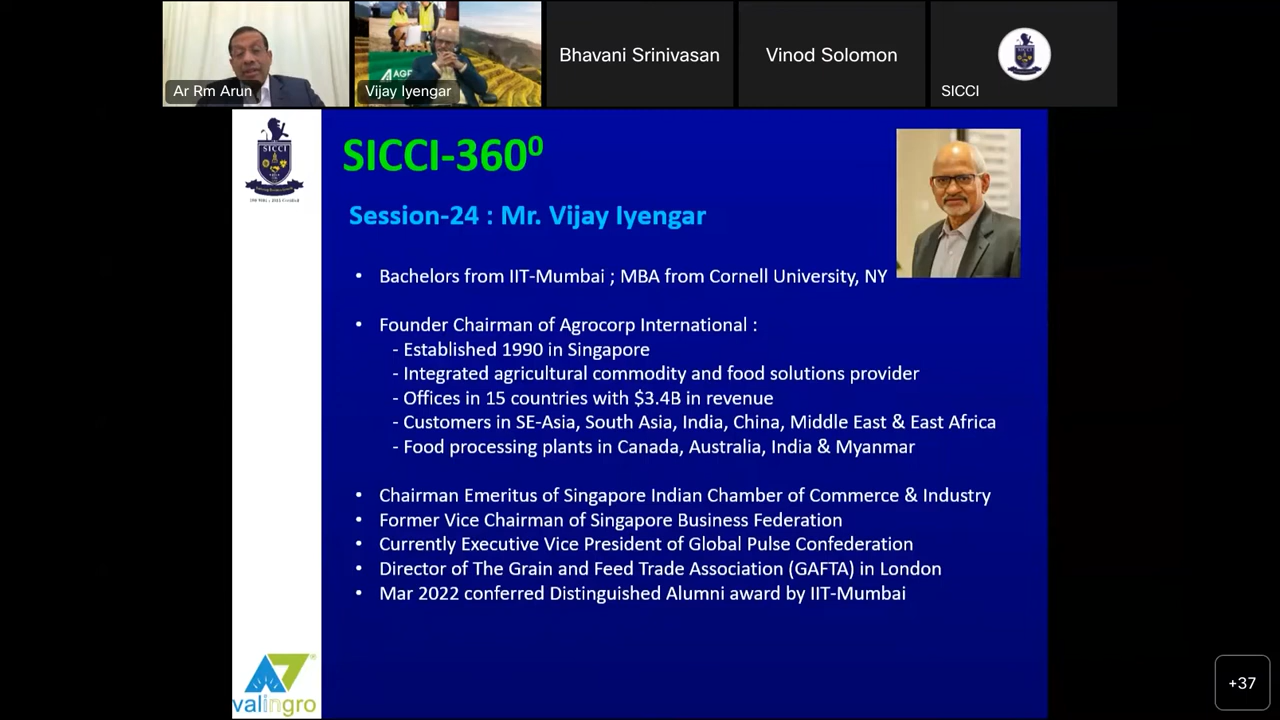 Ar Rm Arun
AGR
Vijay Iyengar
Bhavani Srinivasan
Vinod Solomon
SICCI
SICCI
SICCI-360⁰
Session-24 : Mr. Vijay Iyengar
• Bachelors from IIT-Mumbai ; MBA from Cornell University, NY
• Founder Chairman of Agrocorp International :
- Established 1990 in Singapore
- Integrated agricultural commodity and food solutions provider
- Offices in 15 countries with $3.4B in revenue
- Customers in SE-Asia, South Asia, India, China, Middle East & East Africa
- Food processing plants in Canada, Australia, India & Myanmar
• Chairman Emeritus of Singapore Indian Chamber of Commerce & Industry
• Former Vice Chairman of Singapore Business Federation
• Currently Executive Vice President of Global Pulse Confederation
• Director of The Grain and Feed Trade Association (GAFTA) in London
• Mar 2022 conferred Distinguished Alumni award by IIT-Mumbai
valingro
+37